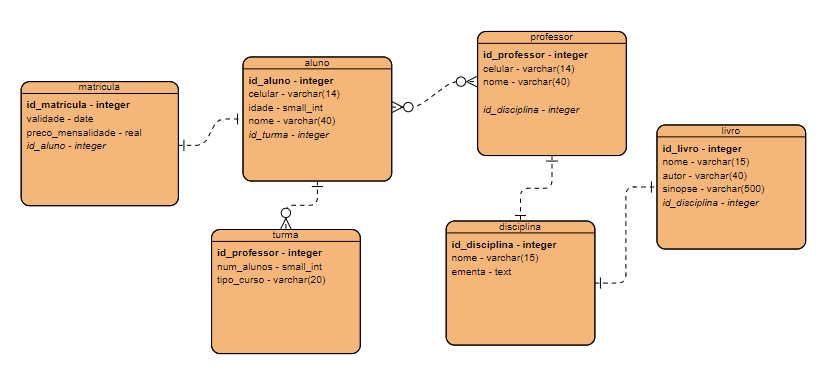 matricula
id_matricula - integer
validade - date
preco_mensalidade - real
id_aluno - integer
aluno
id_aluno - integer
celular - varchar(14)
idade - small_int
nome - varchar(40)
id_turma - integer
professor
id_professor - integer
celular - varchar(14)
nome - varchar(40)
id_disciplina - integer
livro
id_livro - integer
nome - varchar(15)
autor - varchar(40)
sinopse - varchar(500)
id_disciplina - integer
turma
id_professor - integer
num_alunos - small_int
tipo_curso - varchar(20)
disciplina
id_disciplina - integer
nome - varchar(15)
ementa - text